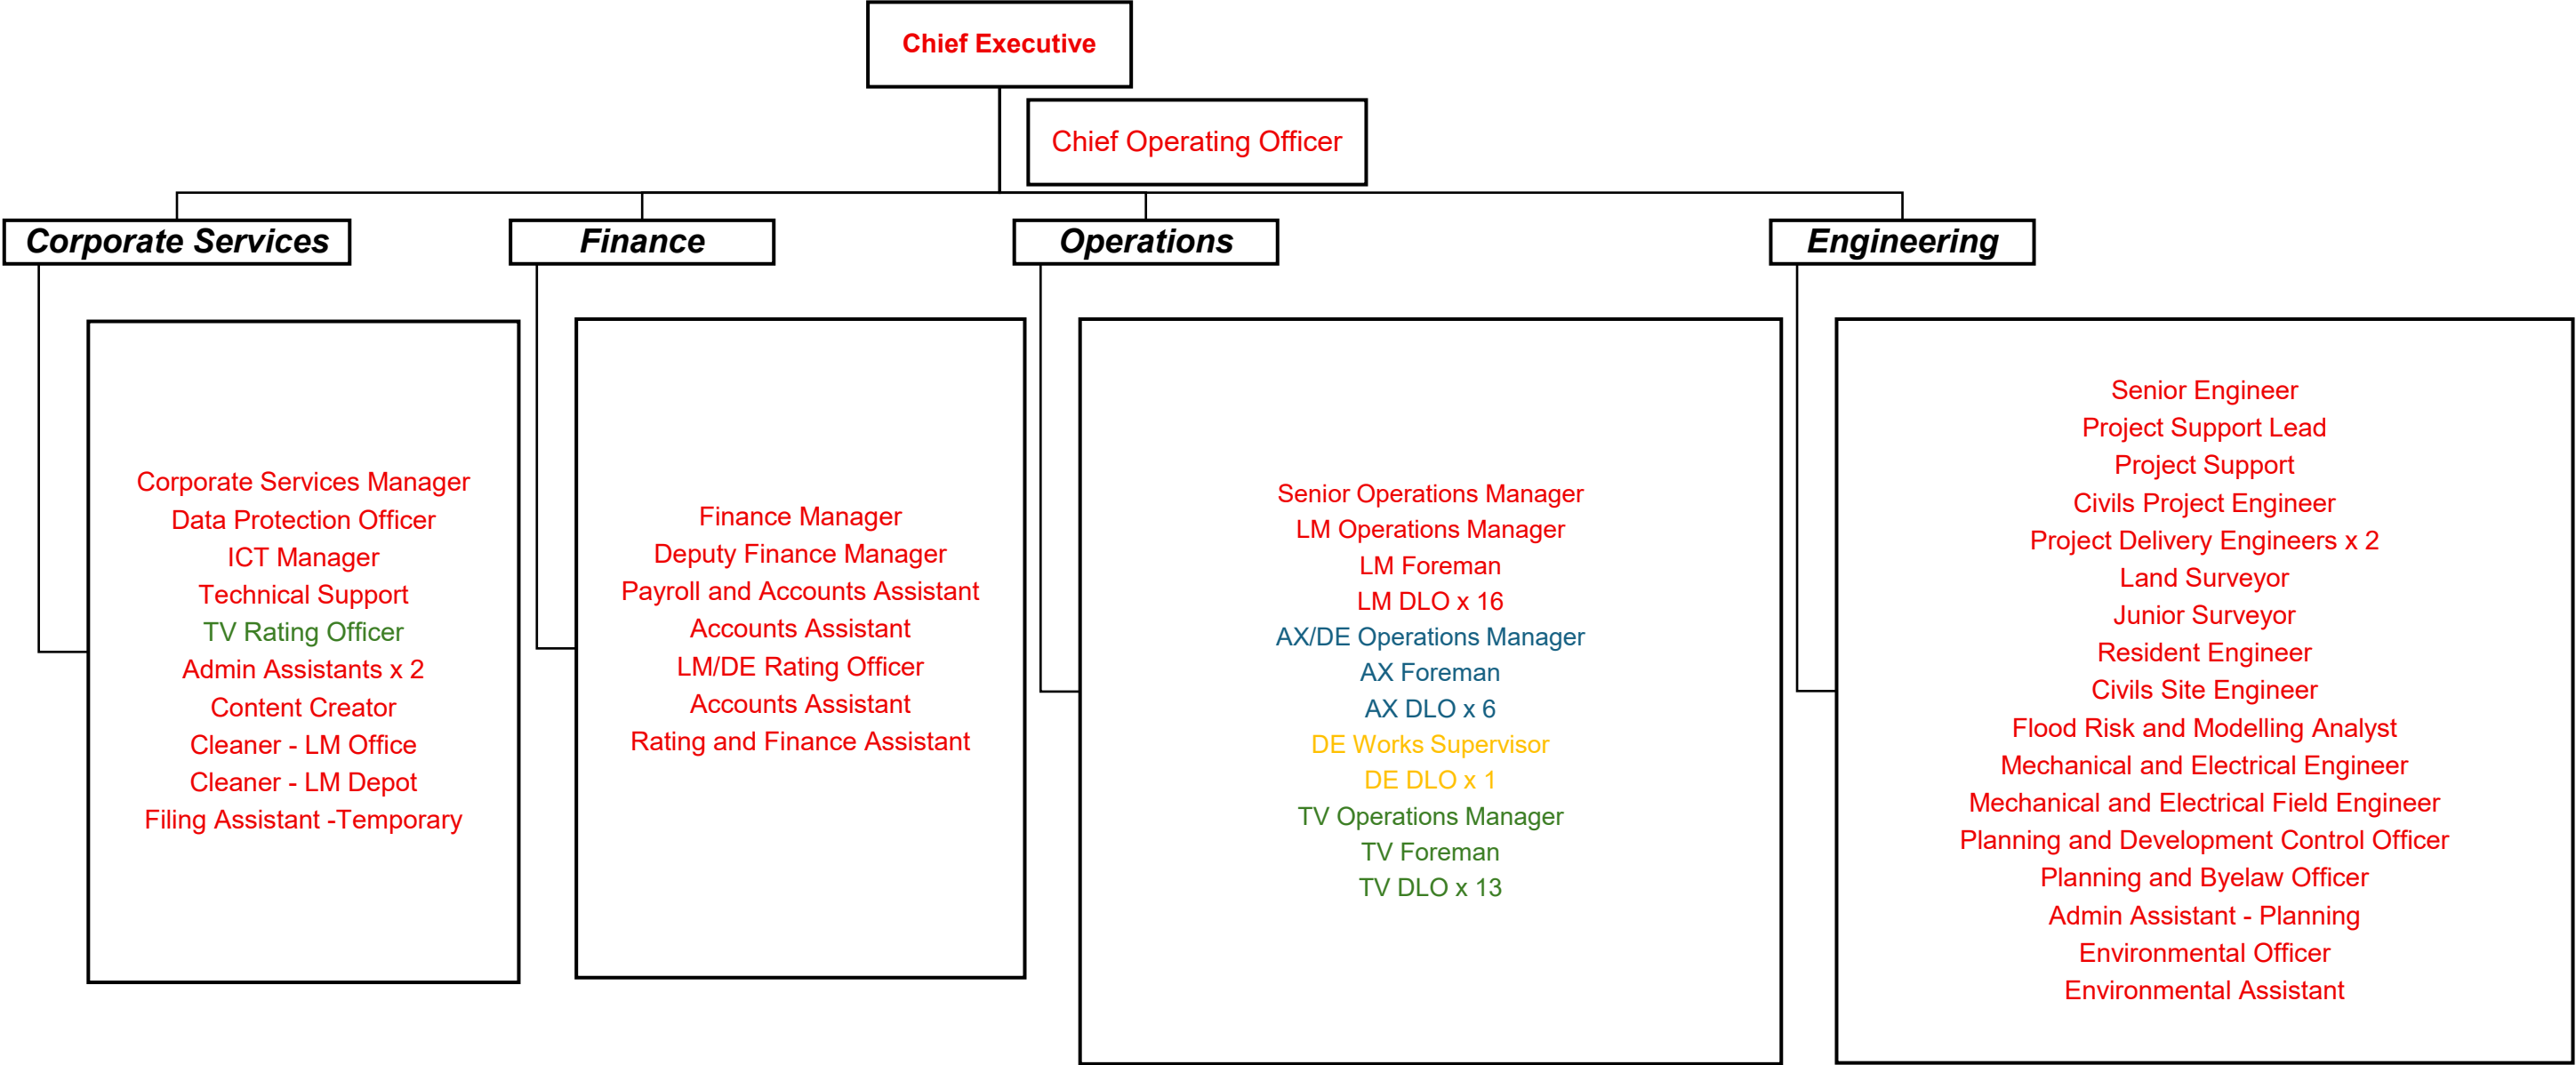 Chief Executive
Chief Operating Officer
Corporate Services
Finance
Operations
Engineering
Corporate Services Manager
Data Protection Officer
ICT Manager
Technical Support
TV Rating Officer
Admin Assistants x 2
Content Creator
Cleaner - LM Office
Cleaner - LM Depot
Filing Assistant -Temporary
Finance Manager
Deputy Finance Manager
Payroll and Accounts Assistant
Accounts Assistant
LM/DE Rating Officer
Accounts Assistant
Rating and Finance Assistant
Senior Operations Manager
LM Operations Manager
LM Foreman
LM DLO x 16
AX/DE Operations Manager
AX Foreman
AX DLO x 6
DE Works Supervisor
DE DLO x 1
TV Operations Manager
TV Foreman
TV DLO x 13
Senior Engineer
Project Support Lead
Project Support
Civils Project Engineer
Project Delivery Engineers x 2
Land Surveyor
Junior Surveyor
Resident Engineer
Civils Site Engineer
Flood Risk and Modelling Analyst
Mechanical and Electrical Engineer
Mechanical and Electrical Field Engineer
Planning and Development Control Officer
Planning and Byelaw Officer
Admin Assistant - Planning
Environmental Officer
Environmental Assistant